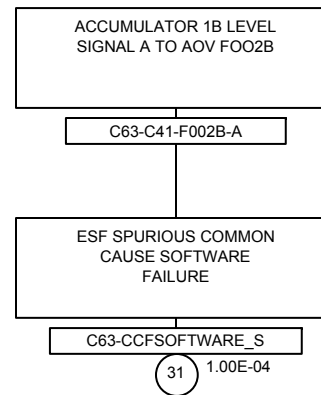 ACCUMULATOR 1B LEVEL
SIGNAL A TO AOV FOO2B
C63-C41-F002B-A
ESF SPURIOUS COMMON
CAUSE SOFTWARE
FAILURE
C63-CCFSOFTWARE_S
31 1.00E-04